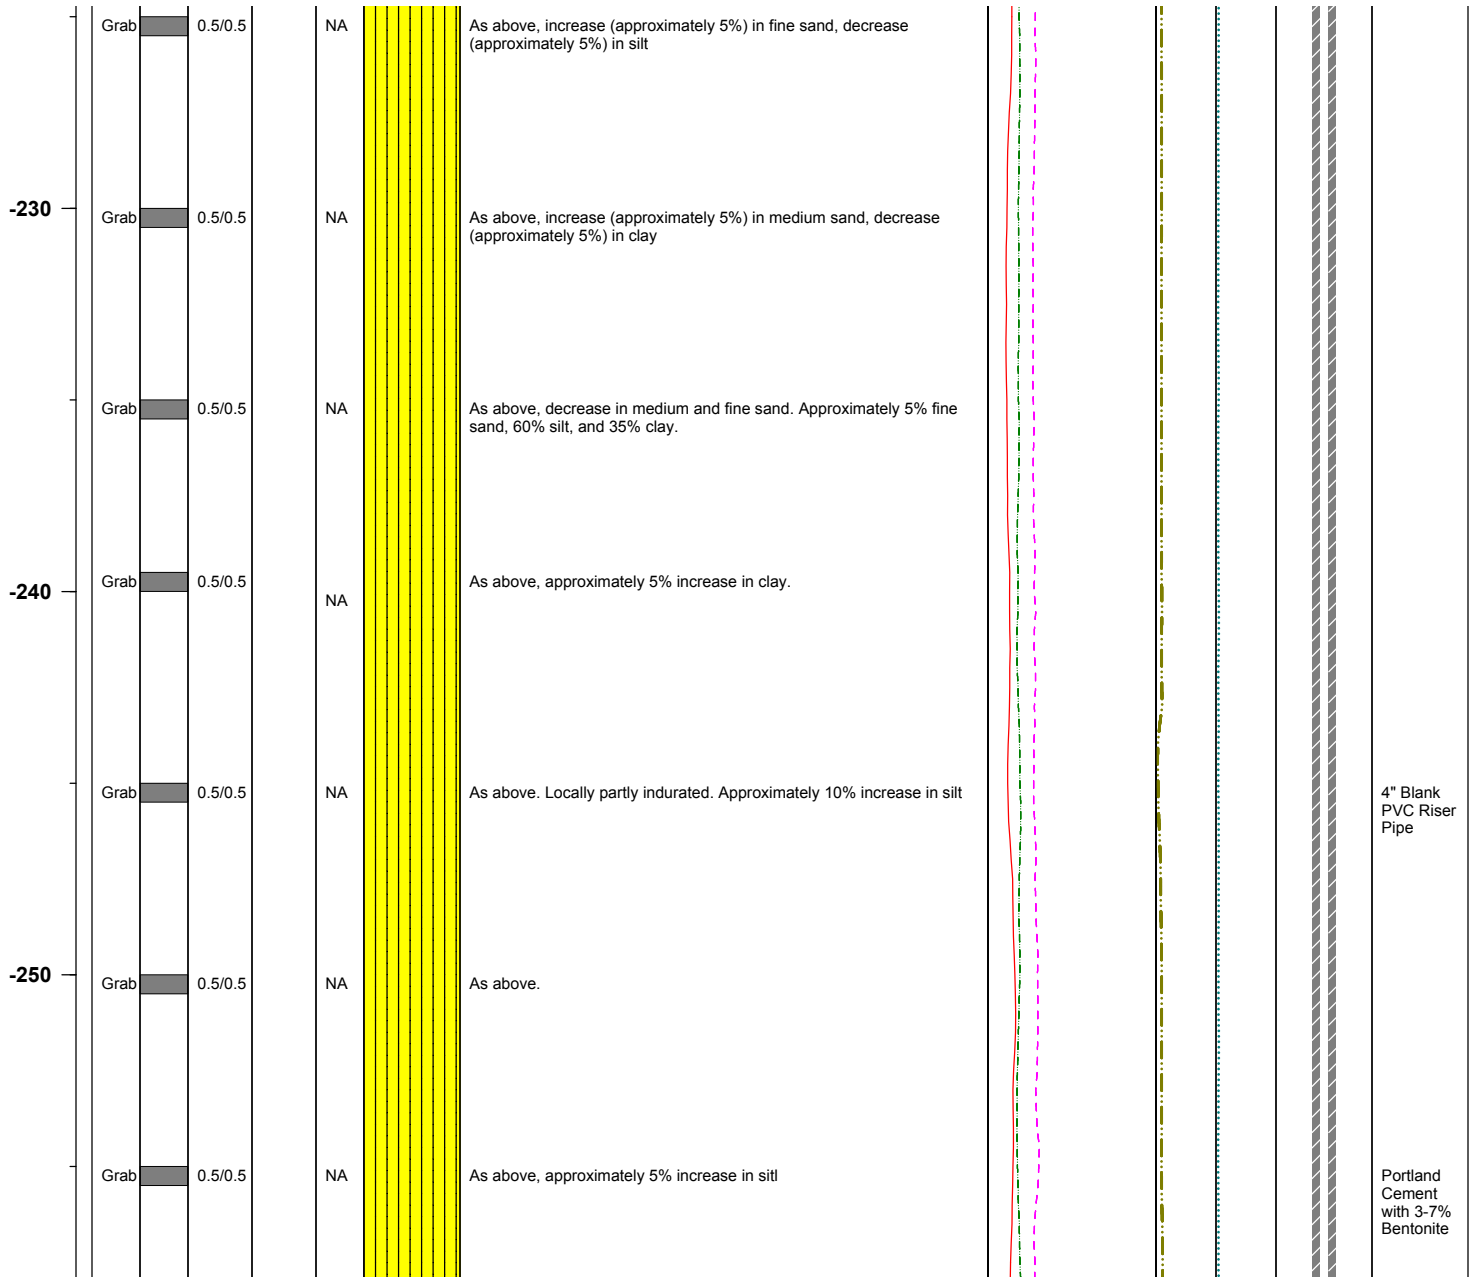 Grab 0.5/0.5 NA As above, increase (approximately 5%) in fine sand, decrease
(approximately 5%) in silt
-230 Grab 0.5/0.5 NA As above, increase (approximately 5%) in medium sand, decrease
(approximately 5%) in clay
Grab 0.5/0.5 NA As above, decrease in medium and fine sand. Approximately 5% fine
sand, 60% silt, and 35% clay.
Grab 0.5/0.5 As above, approximately 5% increase in clay.
-240 NA
Grab 0.5/0.5 NA As above. Locally partly indurated. Approximately 10% increase in silt
4" Blank
PVC Riser
Pipe
-250 Grab 0.5/0.5 NA As above.
Grab 0.5/0.5 NA As above, approximately 5% increase in sitl
Portland
Cement
with 3-7%
Bentonite